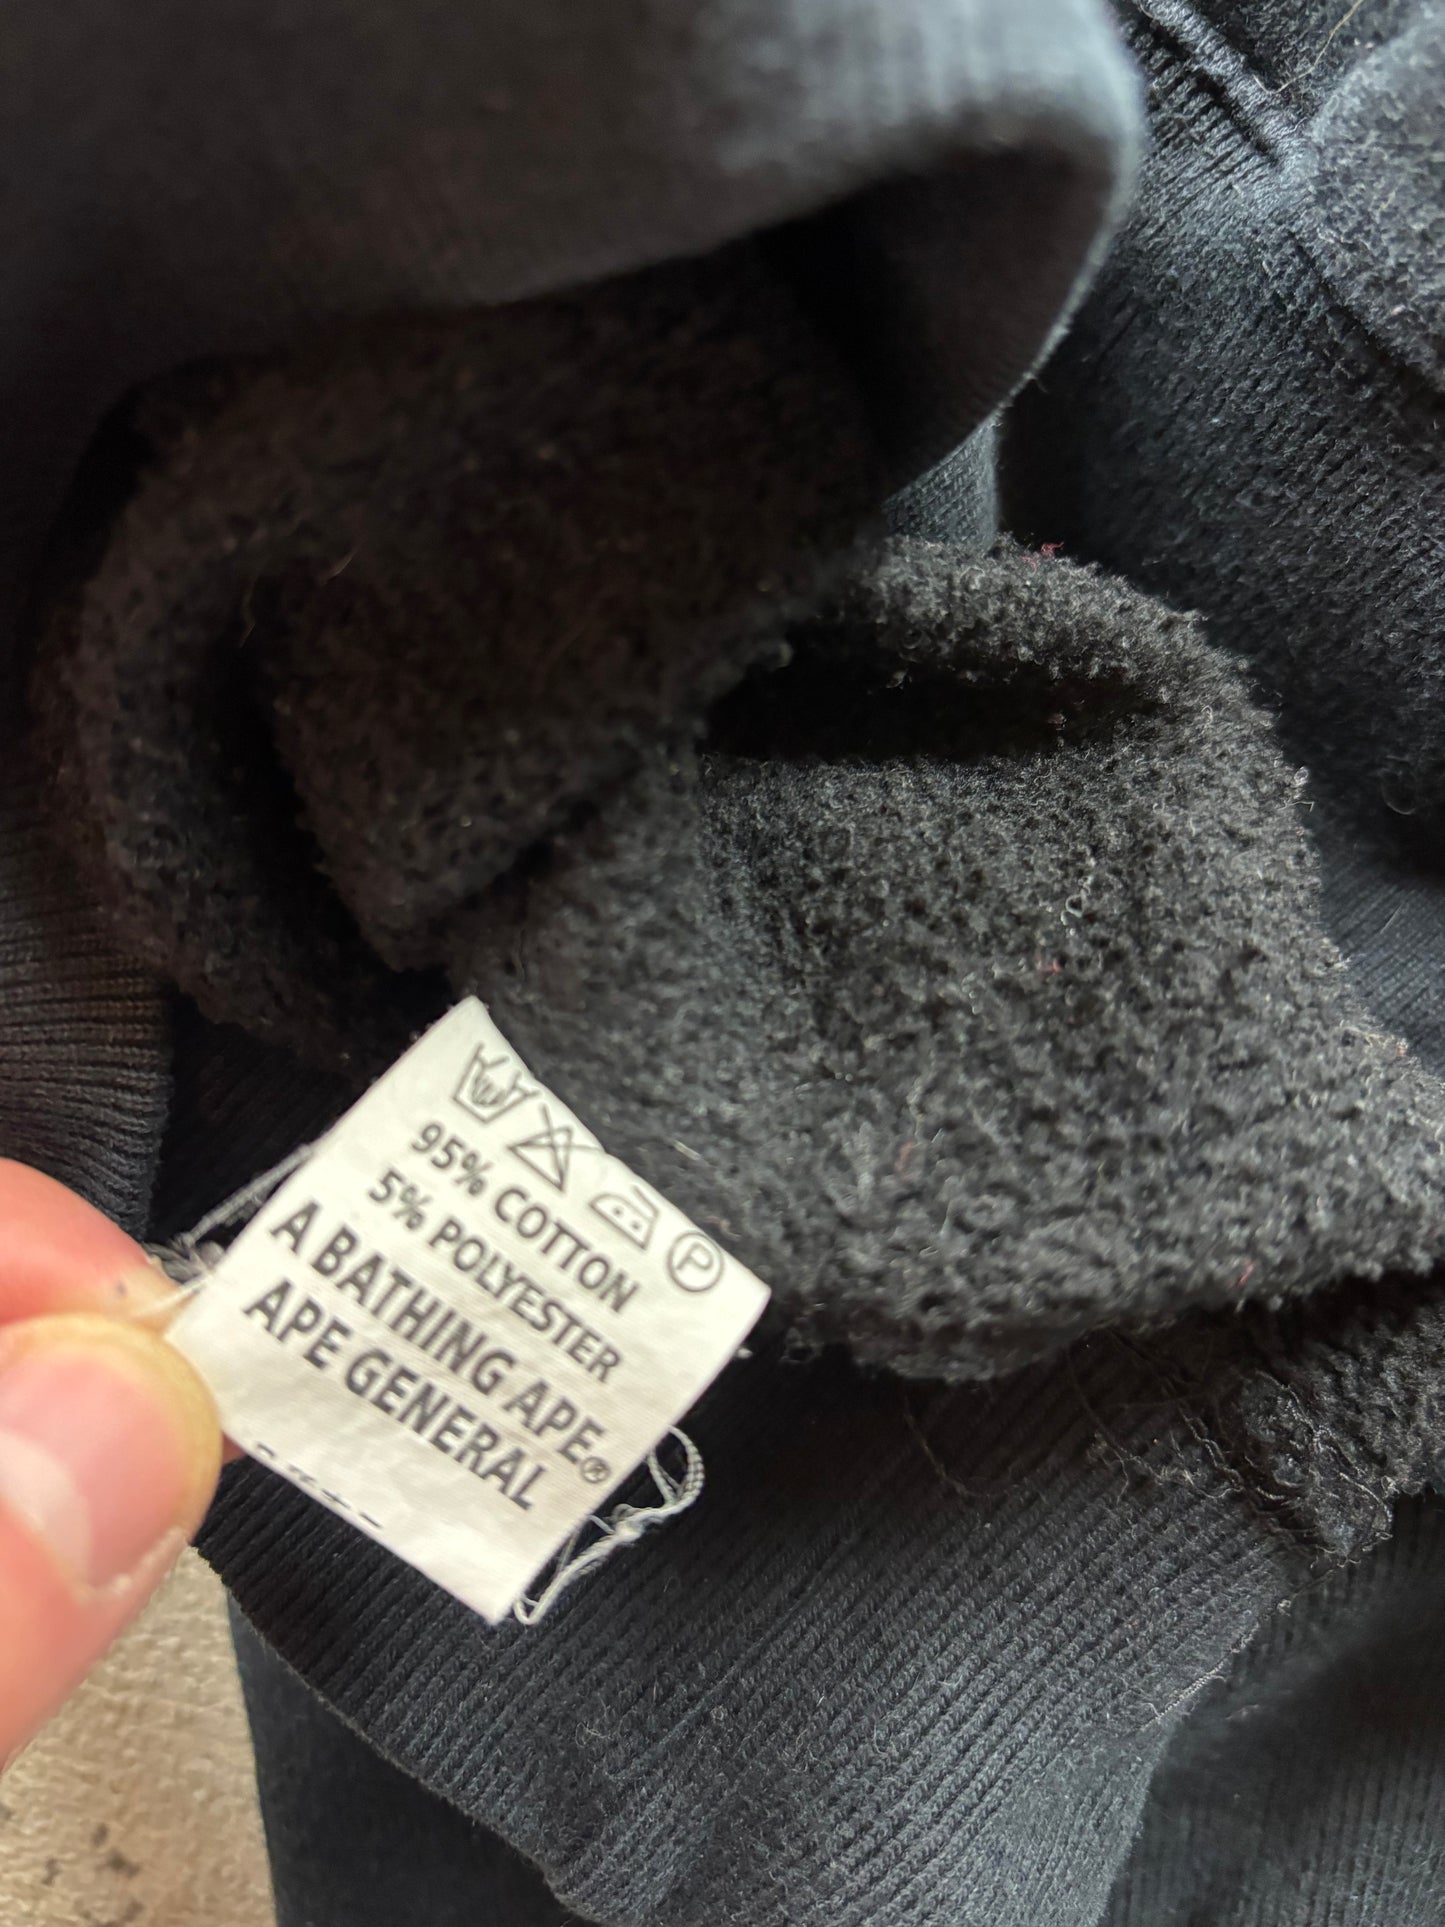 95% COTTON
5% POLYESTER
A BATHING APE®
APE GENERAL
P